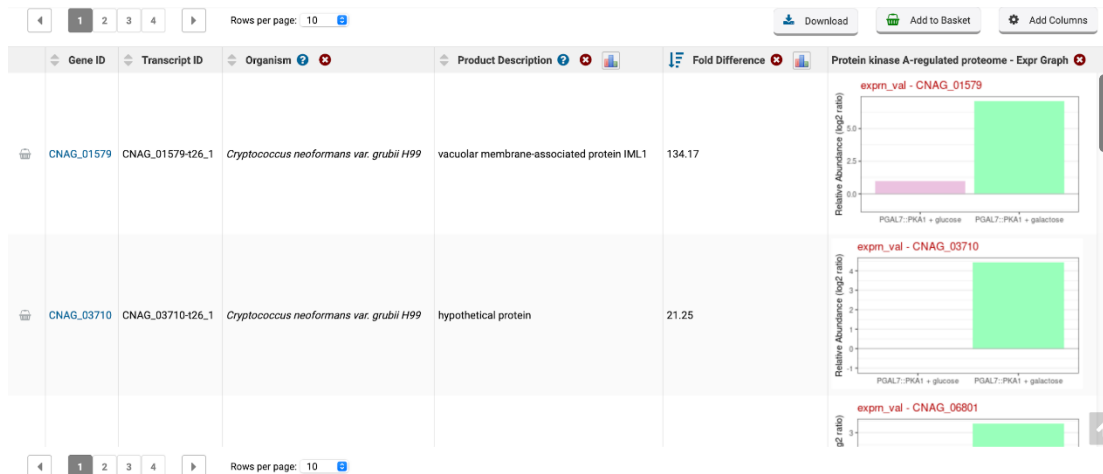 1 2 3 4 Rows per page: 10 Download Add to Basket Add Columns
Gene ID Transcript ID Organism Product Description Fold Difference Protein kinase A-regulated proteome - Expr Graph
exprn_val - CNAG_01579
Relative Abundance (log2 ratio)
5.0
2.5
0.0
PGAL7::PKA1 + glucose PGAL7::PKA1 + galactose
CNAG_01579 CNAG_01579-t26_1 Cryptococcus neoformans var. grubii H99 vacuolar membrane-associated protein IML1 134.17
exprn_val - CNAG_03710
Relative Abundance (log2 ratio)
4
3
2
1
0
-1
PGAL7::PKA1 + glucose PGAL7::PKA1 + galactose
CNAG_03710 CNAG_03710-t26_1 Cryptococcus neoformans var. grubii H99 hypothetical protein 21.25
exprn_val - CNAG_06801
g2 ratio)
3
1 2 3 4 Rows per page: 10